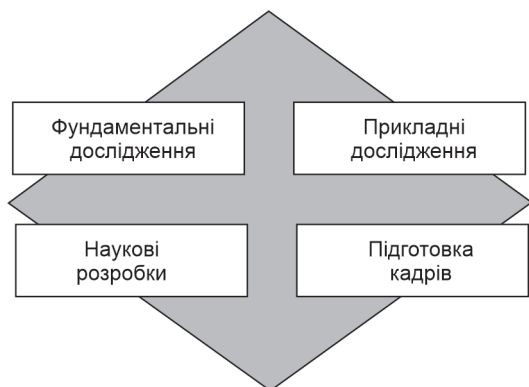 Фундаментальні
дослідження
Прикладні
дослідження
Наукові
розробки
Підготовка
кадрів